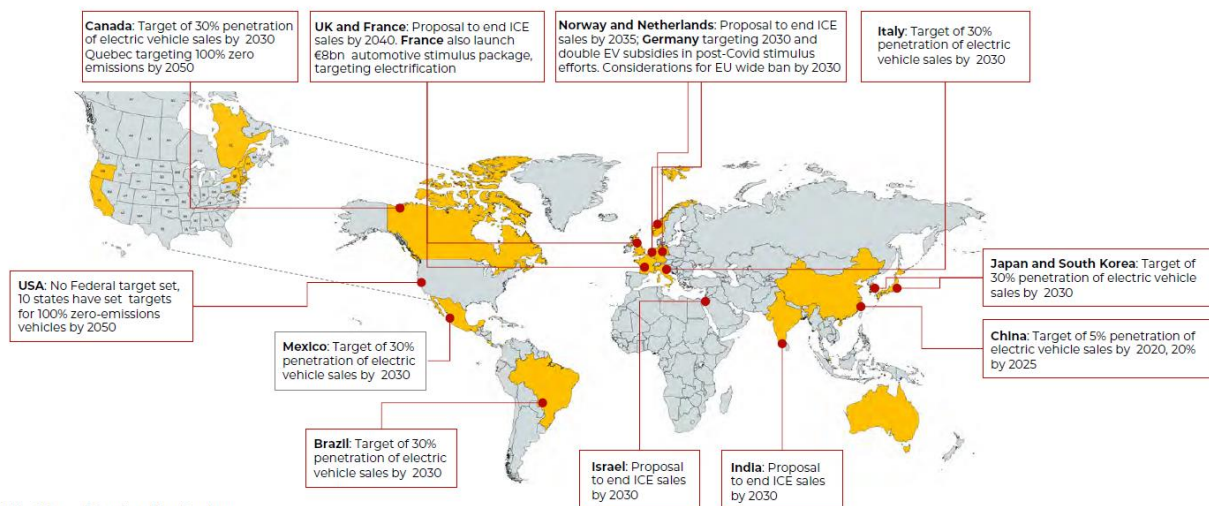 Canada: Target of 30% penetration
of electric vehicle sales by 2030
Quebec targeting 100% zero
emissions by 2050
UK and France: Proposal to end ICE
sales by 2040. France also launch
€8bn automotive stimulus package,
targeting electrification
Norway and Netherlands: Proposal to end ICE
sales by 2035; Germany targeting 2030 and
double EV subsidies in post-Covid stimulus
efforts. Considerations for EU wide ban by 2030
Italy: Target of 30%
penetration of electric
vehicle sales by 2030
USA: No Federal target set,
10 states have set targets
for 100% zero-emissions
vehicles by 2050
Mexico: Target of 30%
penetration of electric
vehicle sales by 2030
Brazil: Target of 30%
penetration of electric
vehicle sales by 2030
Israel: Proposal
to end ICE sales
by 2030
India: Proposal
to end ICE sales
by 2030
Japan and South Korea: Target of
30% penetration of electric vehicle
sales by 2030
China: Target of 5% penetration of
electric vehicle sales by 2020, 20%
by 2025